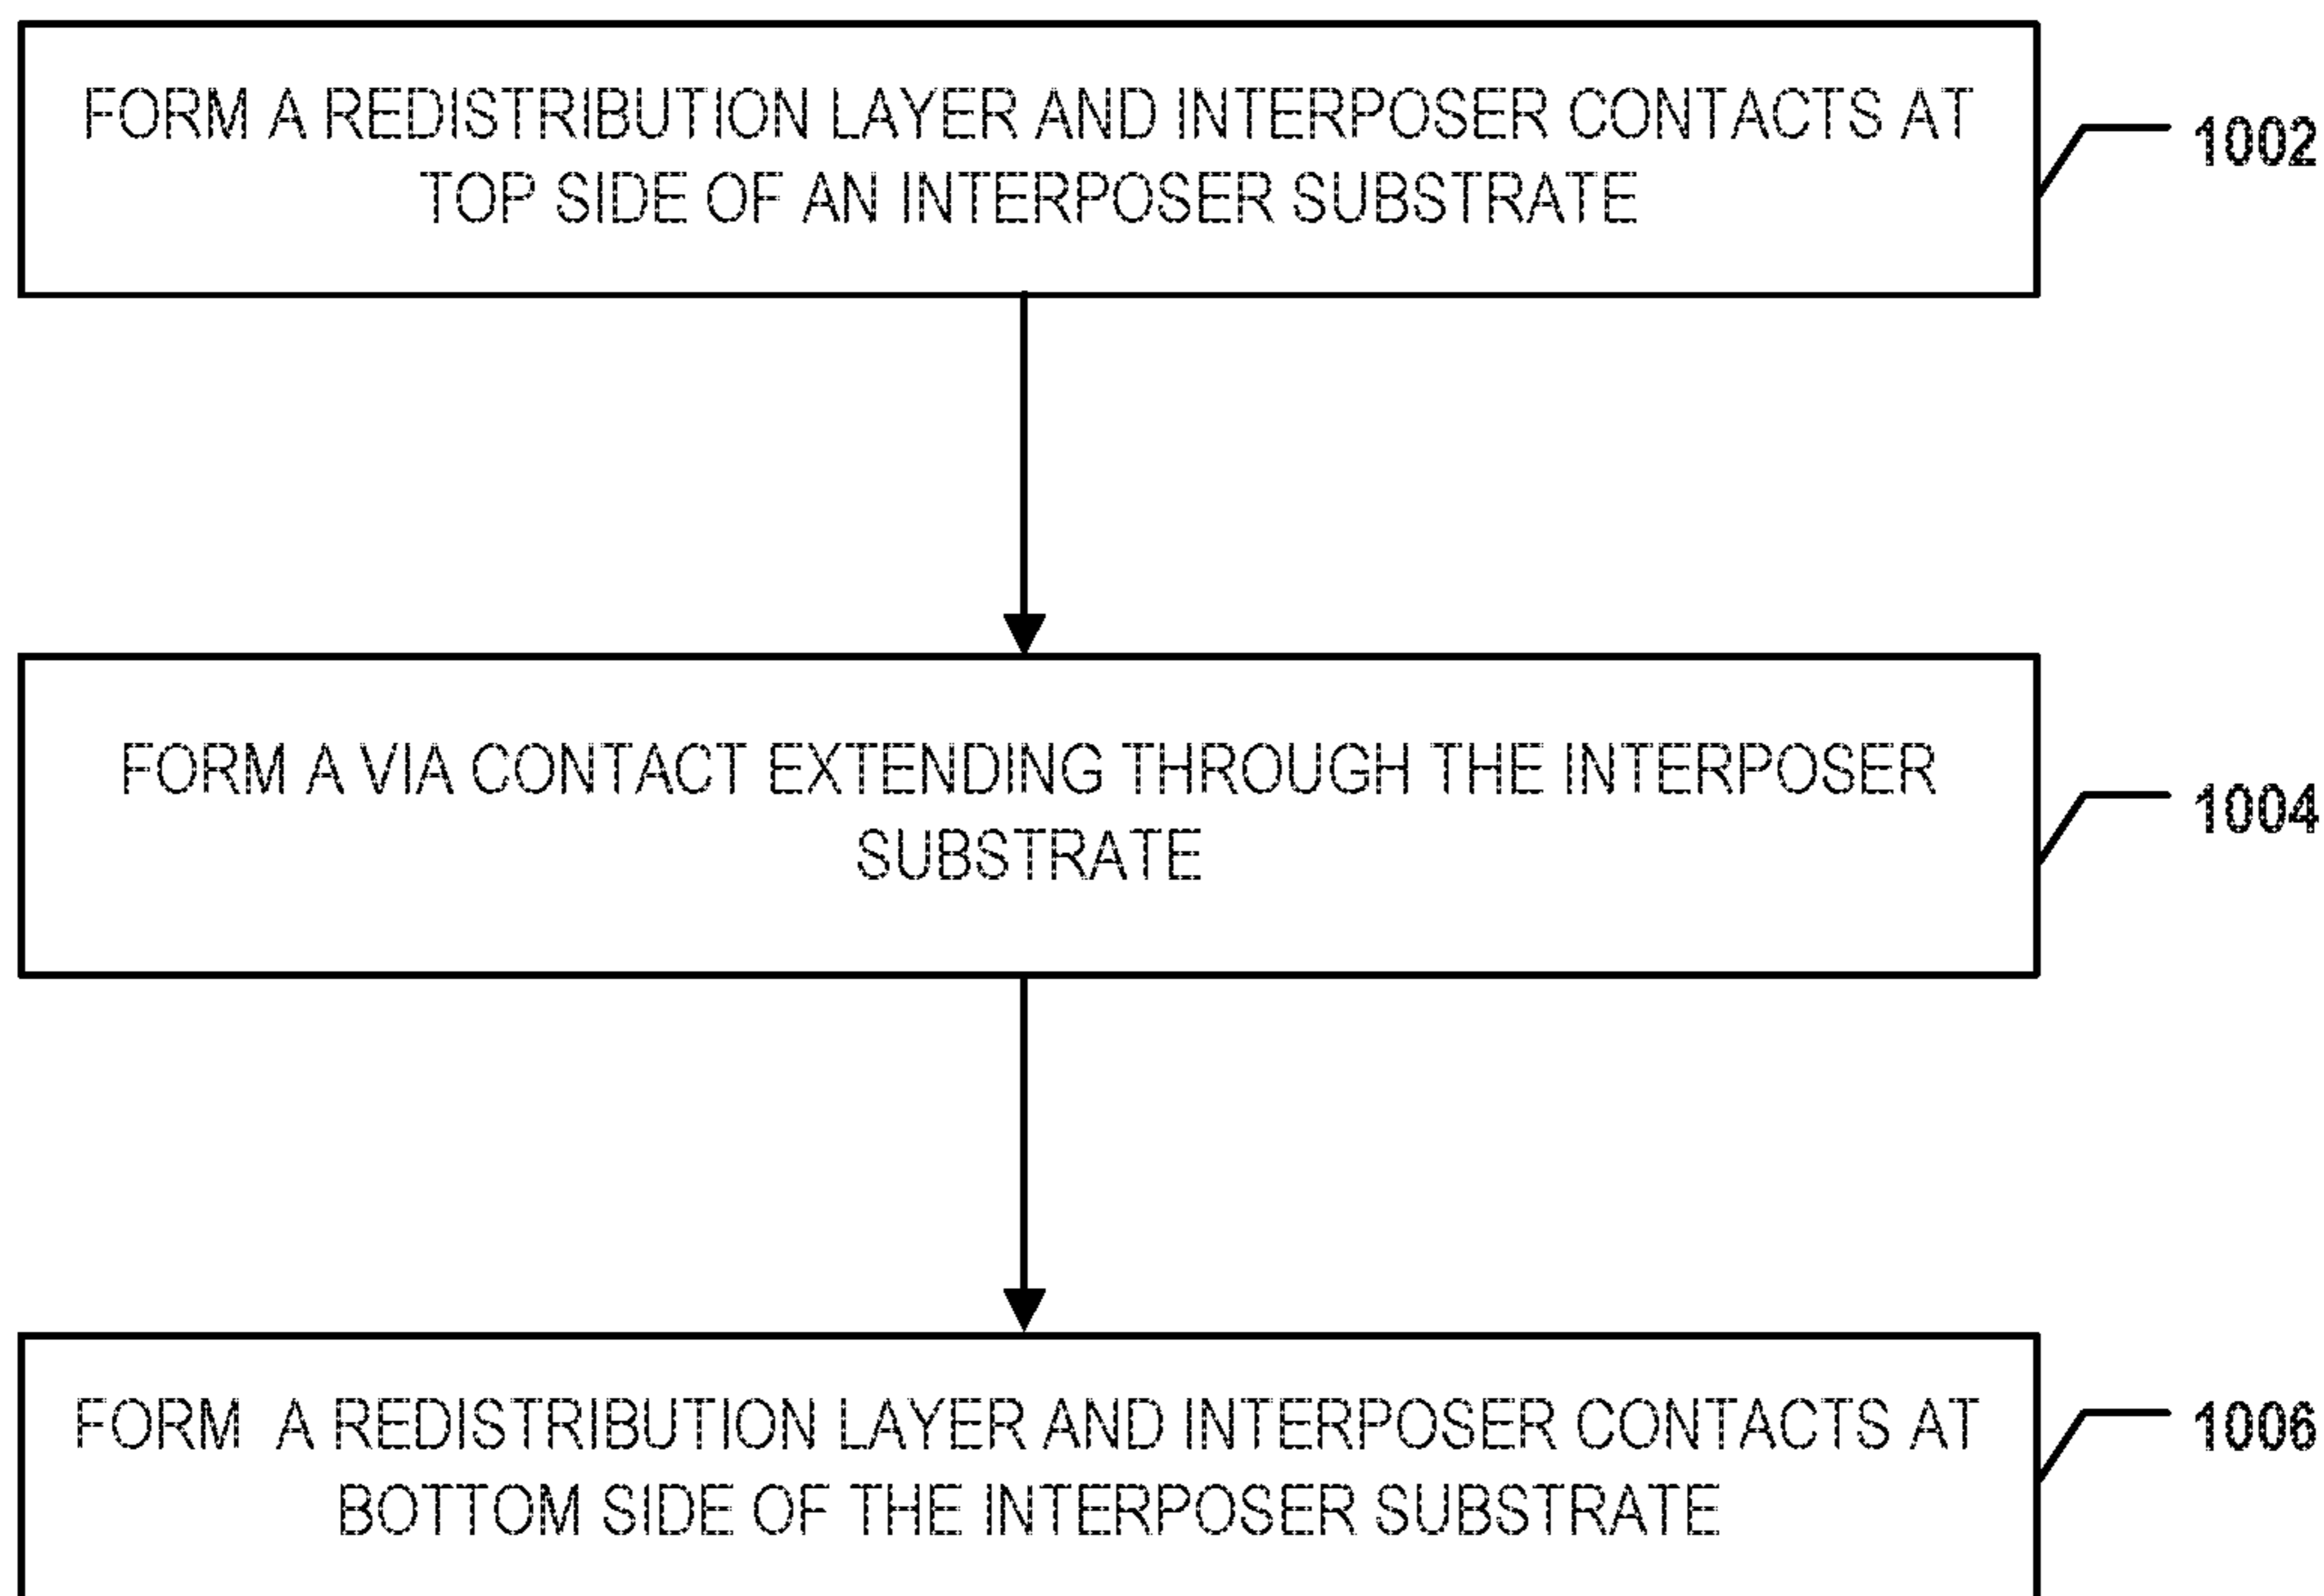 FORM A REDISTRIBUTION LAYER AND INTERPOSER CONTACTS AT
TOP SIDE OF AN INTERPOSER SUBSTRATE
1002
FORM A VIA CONTACT EXTENDING THROUGH THE INTERPOSER
SUBSTRATE
1004
FORM A REDISTRIBUTION LAYER AND INTERPOSER CONTACTS AT
BOTTOM SIDE OF THE INTERPOSER SUBSTRATE
1006